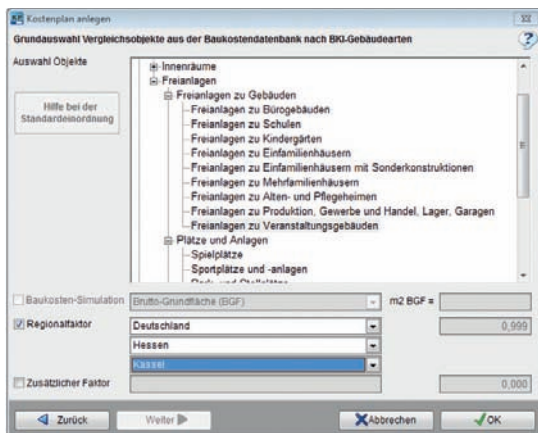 Kostenplan anlegen
Grundauswahl Vergleichsobjekte aus der Baukostendatenbank nach BKI-Gebäudearten
Auswahl Objekte
Hilfe bei der
Standardeinordnung
Innenräume
Freianlagen
Freianlagen zu Gebäuden
Freianlagen zu Bürogebäuden
Freianlagen zu Schulen
Freianlagen zu Kindergärten
Freianlagen zu Einfamilienhäusern
Freianlagen zu Einfamilienhäusern mit Sonderkonstruktionen
Freianlagen zu Mehrfamilienhäusern
Freianlagen zu Alten- und Pflegeheimen
Freianlagen zu Produktion, Gewerbe und Handel, Lager, Garagen
Freianlagen zu Veranstaltungsgebäuden
Plätze und Anlagen
Spielplätze
Sportplätze und -anlagen
Baukosten-Simulation Brutto-Grundfläche (BGF) m2 BGF =
Regionalfaktor Deutschland 0,999
Hessen
Kassel
Zusätzlicher Faktor 0,000
Zurück Weiter Abbrechen OK